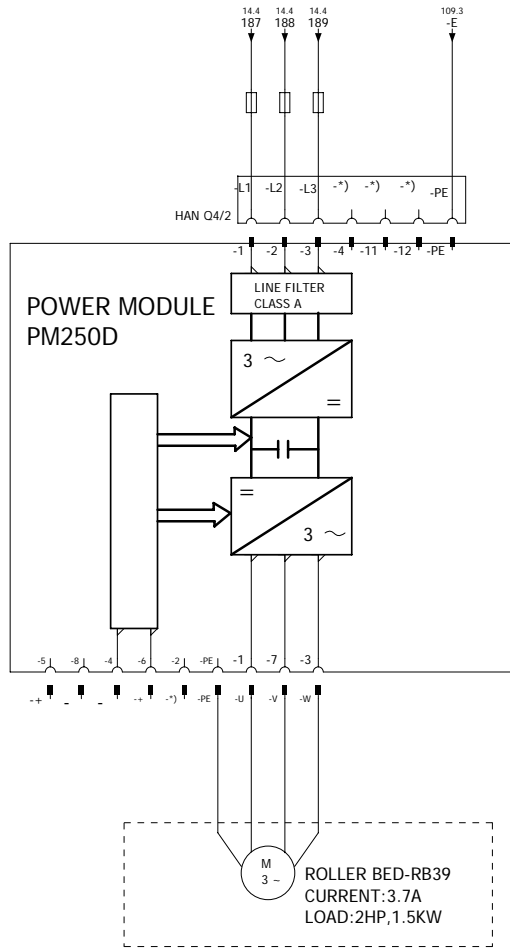 14.4 14.4 14.4 109.3
187 188 189 -E
-L1 -L2 -L3 -*) -*) -*) -PE
HAN Q4/2
-1 -2 -3 -4 -11 -12 -PE
LINE FILTER
CLASS A
POWER MODULE
PM250D
3 ~
=
=
3 ~
-5 -8 -4 -6 -2 -PE -1 -7 -3
-+ - - -+ -*) -PE -U -V -W
M
3 ~
ROLLER BED-RB39
CURRENT:3.7A
LOAD:2HP,1.5KW